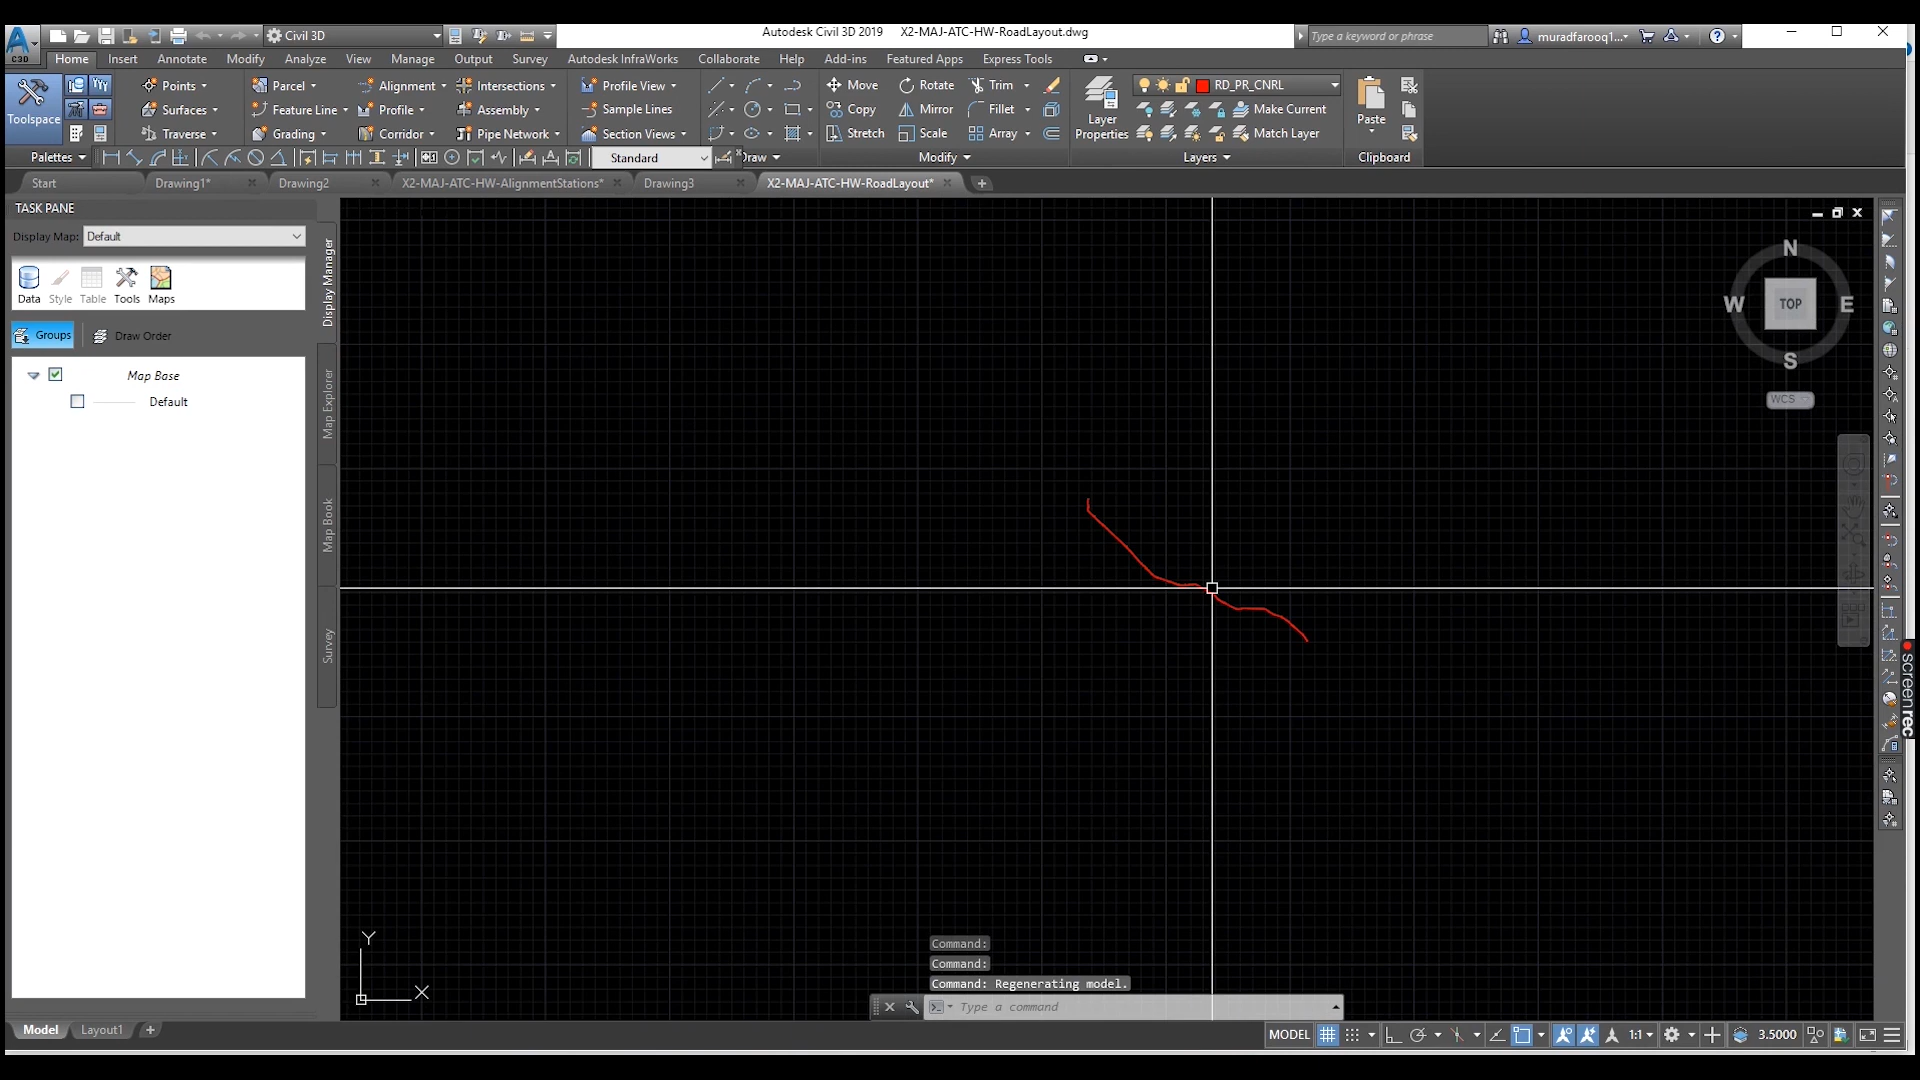 Civil 3D
Autodesk Civil 3D 2019 X2-MAJ-ATC-HW-RoadLayout.dwg
Type a keyword or phrase
muradfarooq1...
C3D
Home Insert Annotate Modify Analyze View Manage Output Survey Autodesk InfraWorks Collaborate Help Add-ins Featured Apps Express Tools
Toolspace
Points Parcel Alignment Intersections Profile View Move Rotate Trim RD_PR_CNRL
Surfaces Feature Line Profile Assembly Sample Lines Copy Mirror Fillet Make Current
Traverse Grading Corridor Pipe Network Section Views Stretch Scale Array Match Layer
Layer Properties
Paste
Palettes Standard Draw Modify Layers Clipboard
Start Drawing1* Drawing2 X2-MAJ-ATC-HW-AlignmentStations* Drawing3 X2-MAJ-ATC-HW-RoadLayout*
TASK PANE
Display Map: Default
Data Style Table Tools Maps
Groups Draw Order
Map Base
Default
Display Manager
Map Explorer
Map Book
Survey
N
W TOP E
S
WCS
screenrec
Y
X
Command:
Command:
Command: Regenerating model.
Type a command
Model Layout1
MODEL 1:1 3.5000